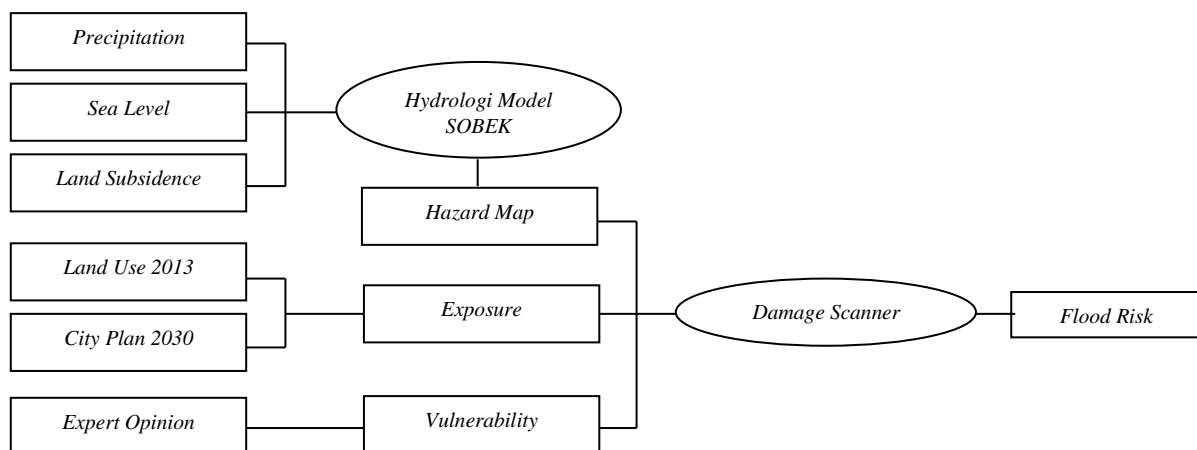 Precipitation
Sea Level
Land Subsidence
Hydrologi Model
SOBEK
Hazard Map
Land Use 2013
City Plan 2030
Exposure
Expert Opinion
Vulnerability
Damage Scanner
Flood Risk